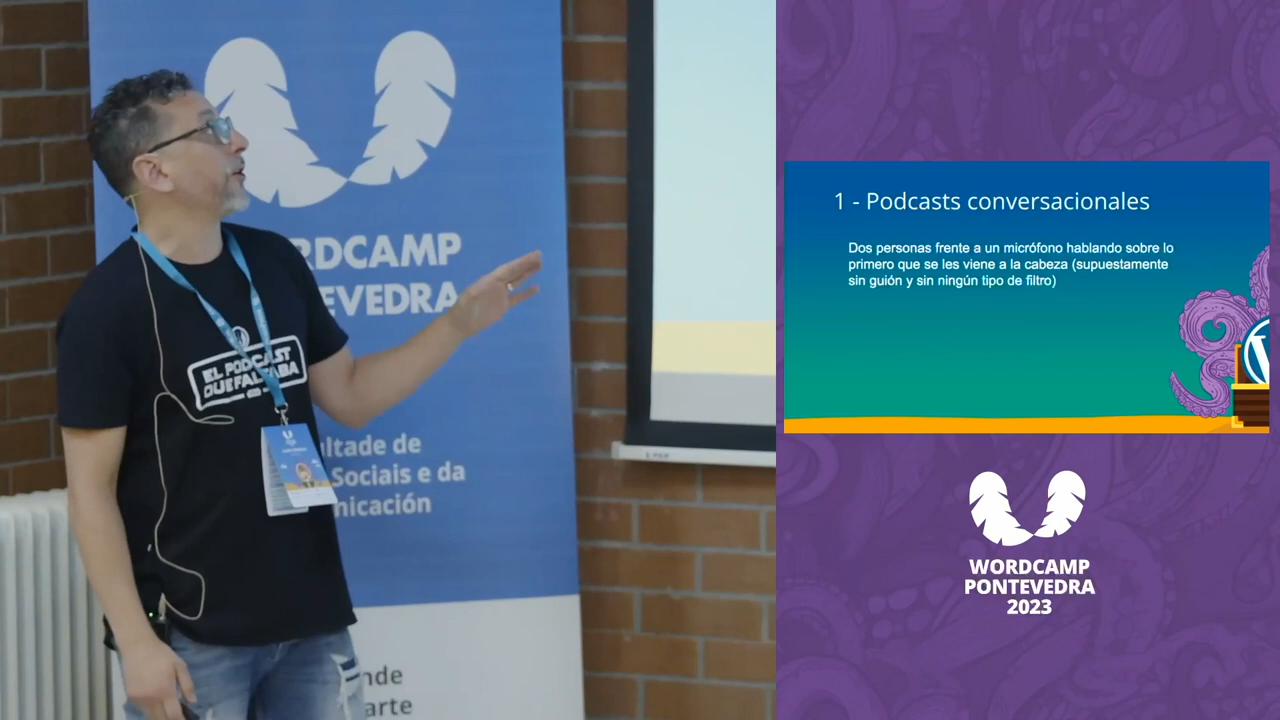 RDCAMP
TEVEDRA
EL PODCAST
QUE FALTABA
ultade de
Sociais e da
nicación
nde
arte
1 - Podcasts conversacionales
Dos personas frente a un micrófono hablando sobre lo
primero que se les viene a la cabeza (supuestamente
sin guión y sin ningún tipo de filtro)
WORDCAMP
PONTEVEDRA
2023